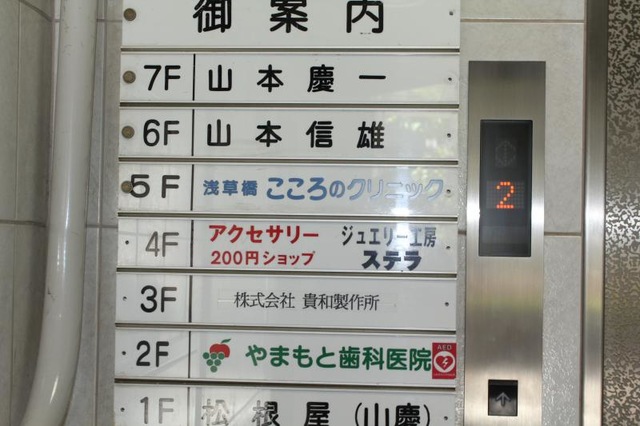 御案内
7F 山本慶一
6F 山本信雄
5F 浅草橋 こころのクリニック
4F アクセサリー 200円ショップ ジュエリー工房 ステラ
3F 株式会社 貴和製作所
2F やまもと歯科医院 AED
1F 松根屋(山慶)
2